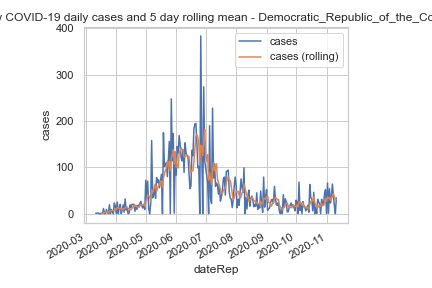 COVID-19 daily cases and 5 day rolling mean - Democratic_Republic_of_the_Co
cases
cases (rolling)
400
300
200
100
0
cases
2020-03
2020-04
2020-05
2020-06
2020-07
2020-08
2020-09
2020-10
2020-11
dateRep